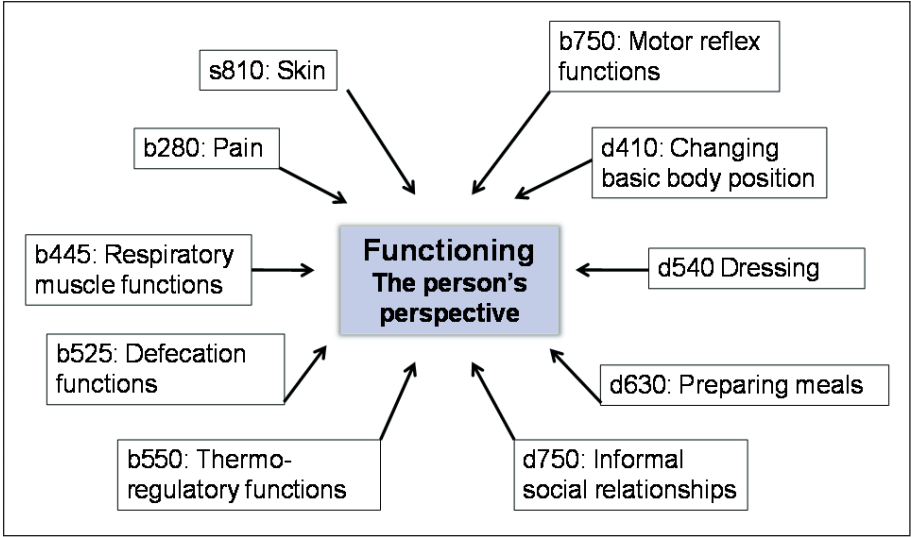 s810: Skin
b750: Motor reflex
functions
b280: Pain
d410: Changing
basic body position
Functioning
The person's
perspective
b445: Respiratory
muscle functions
d540 Dressing
b525: Defecation
functions
d630: Preparing meals
b550: Thermo-
regulatory functions
d750: Informal
social relationships